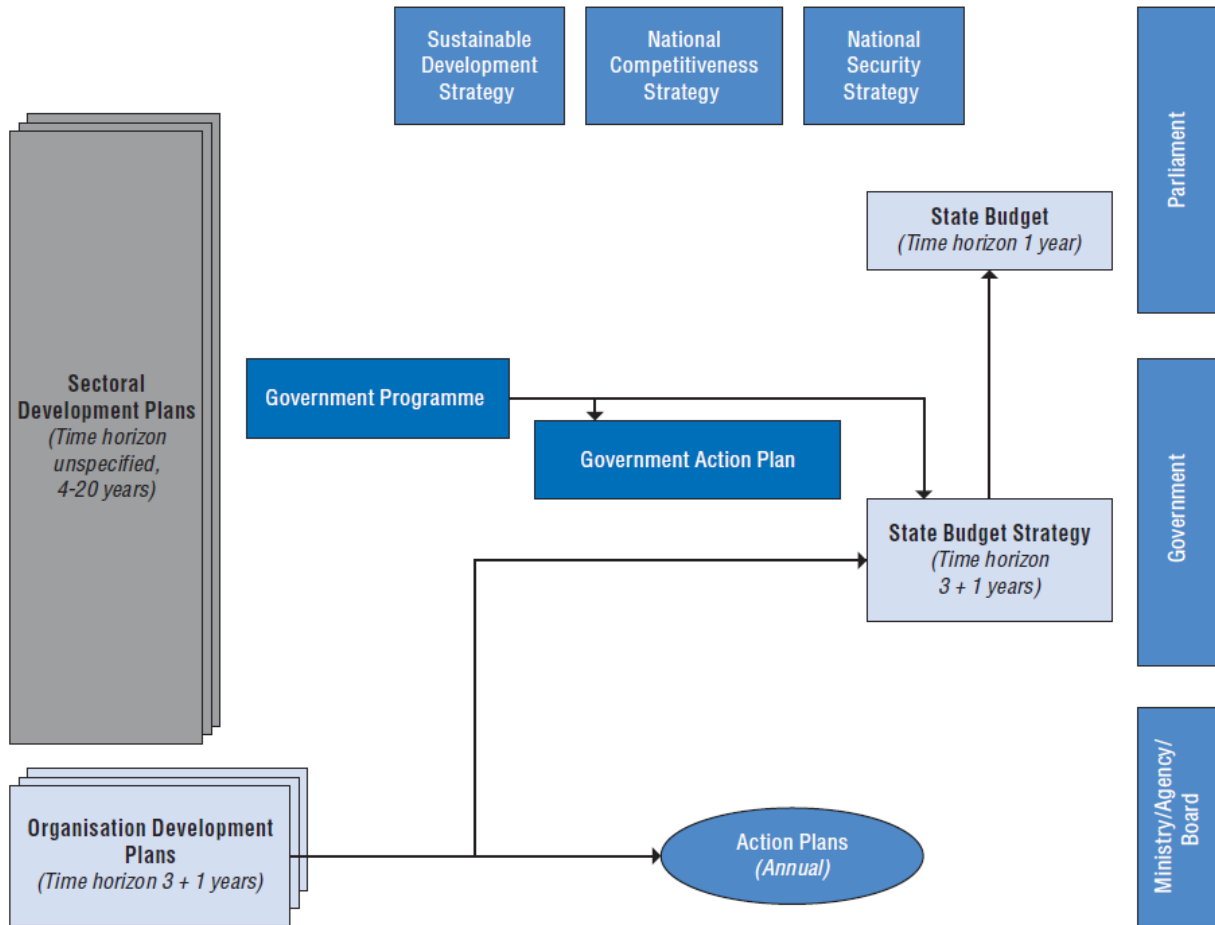 Sustainable
Development
Strategy
National
Competitiveness
Strategy
National
Security
Strategy
Parliament
State Budget
(Time horizon 1 year)
Sectoral
Development Plans
(Time horizon
unspecified,
4-20 years)
Government Programme
Government Action Plan
State Budget Strategy
(Time horizon
3 + 1 years)
Government
Organisation Development
Plans
(Time horizon 3 + 1 years)
Action Plans
(Annual)
Ministry/Agency/
Board